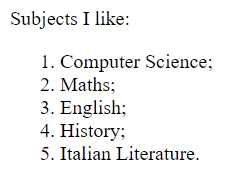 Subjects I like:
1. Computer Science;
2. Maths;
3. English;
4. History;
5. Italian Literature.